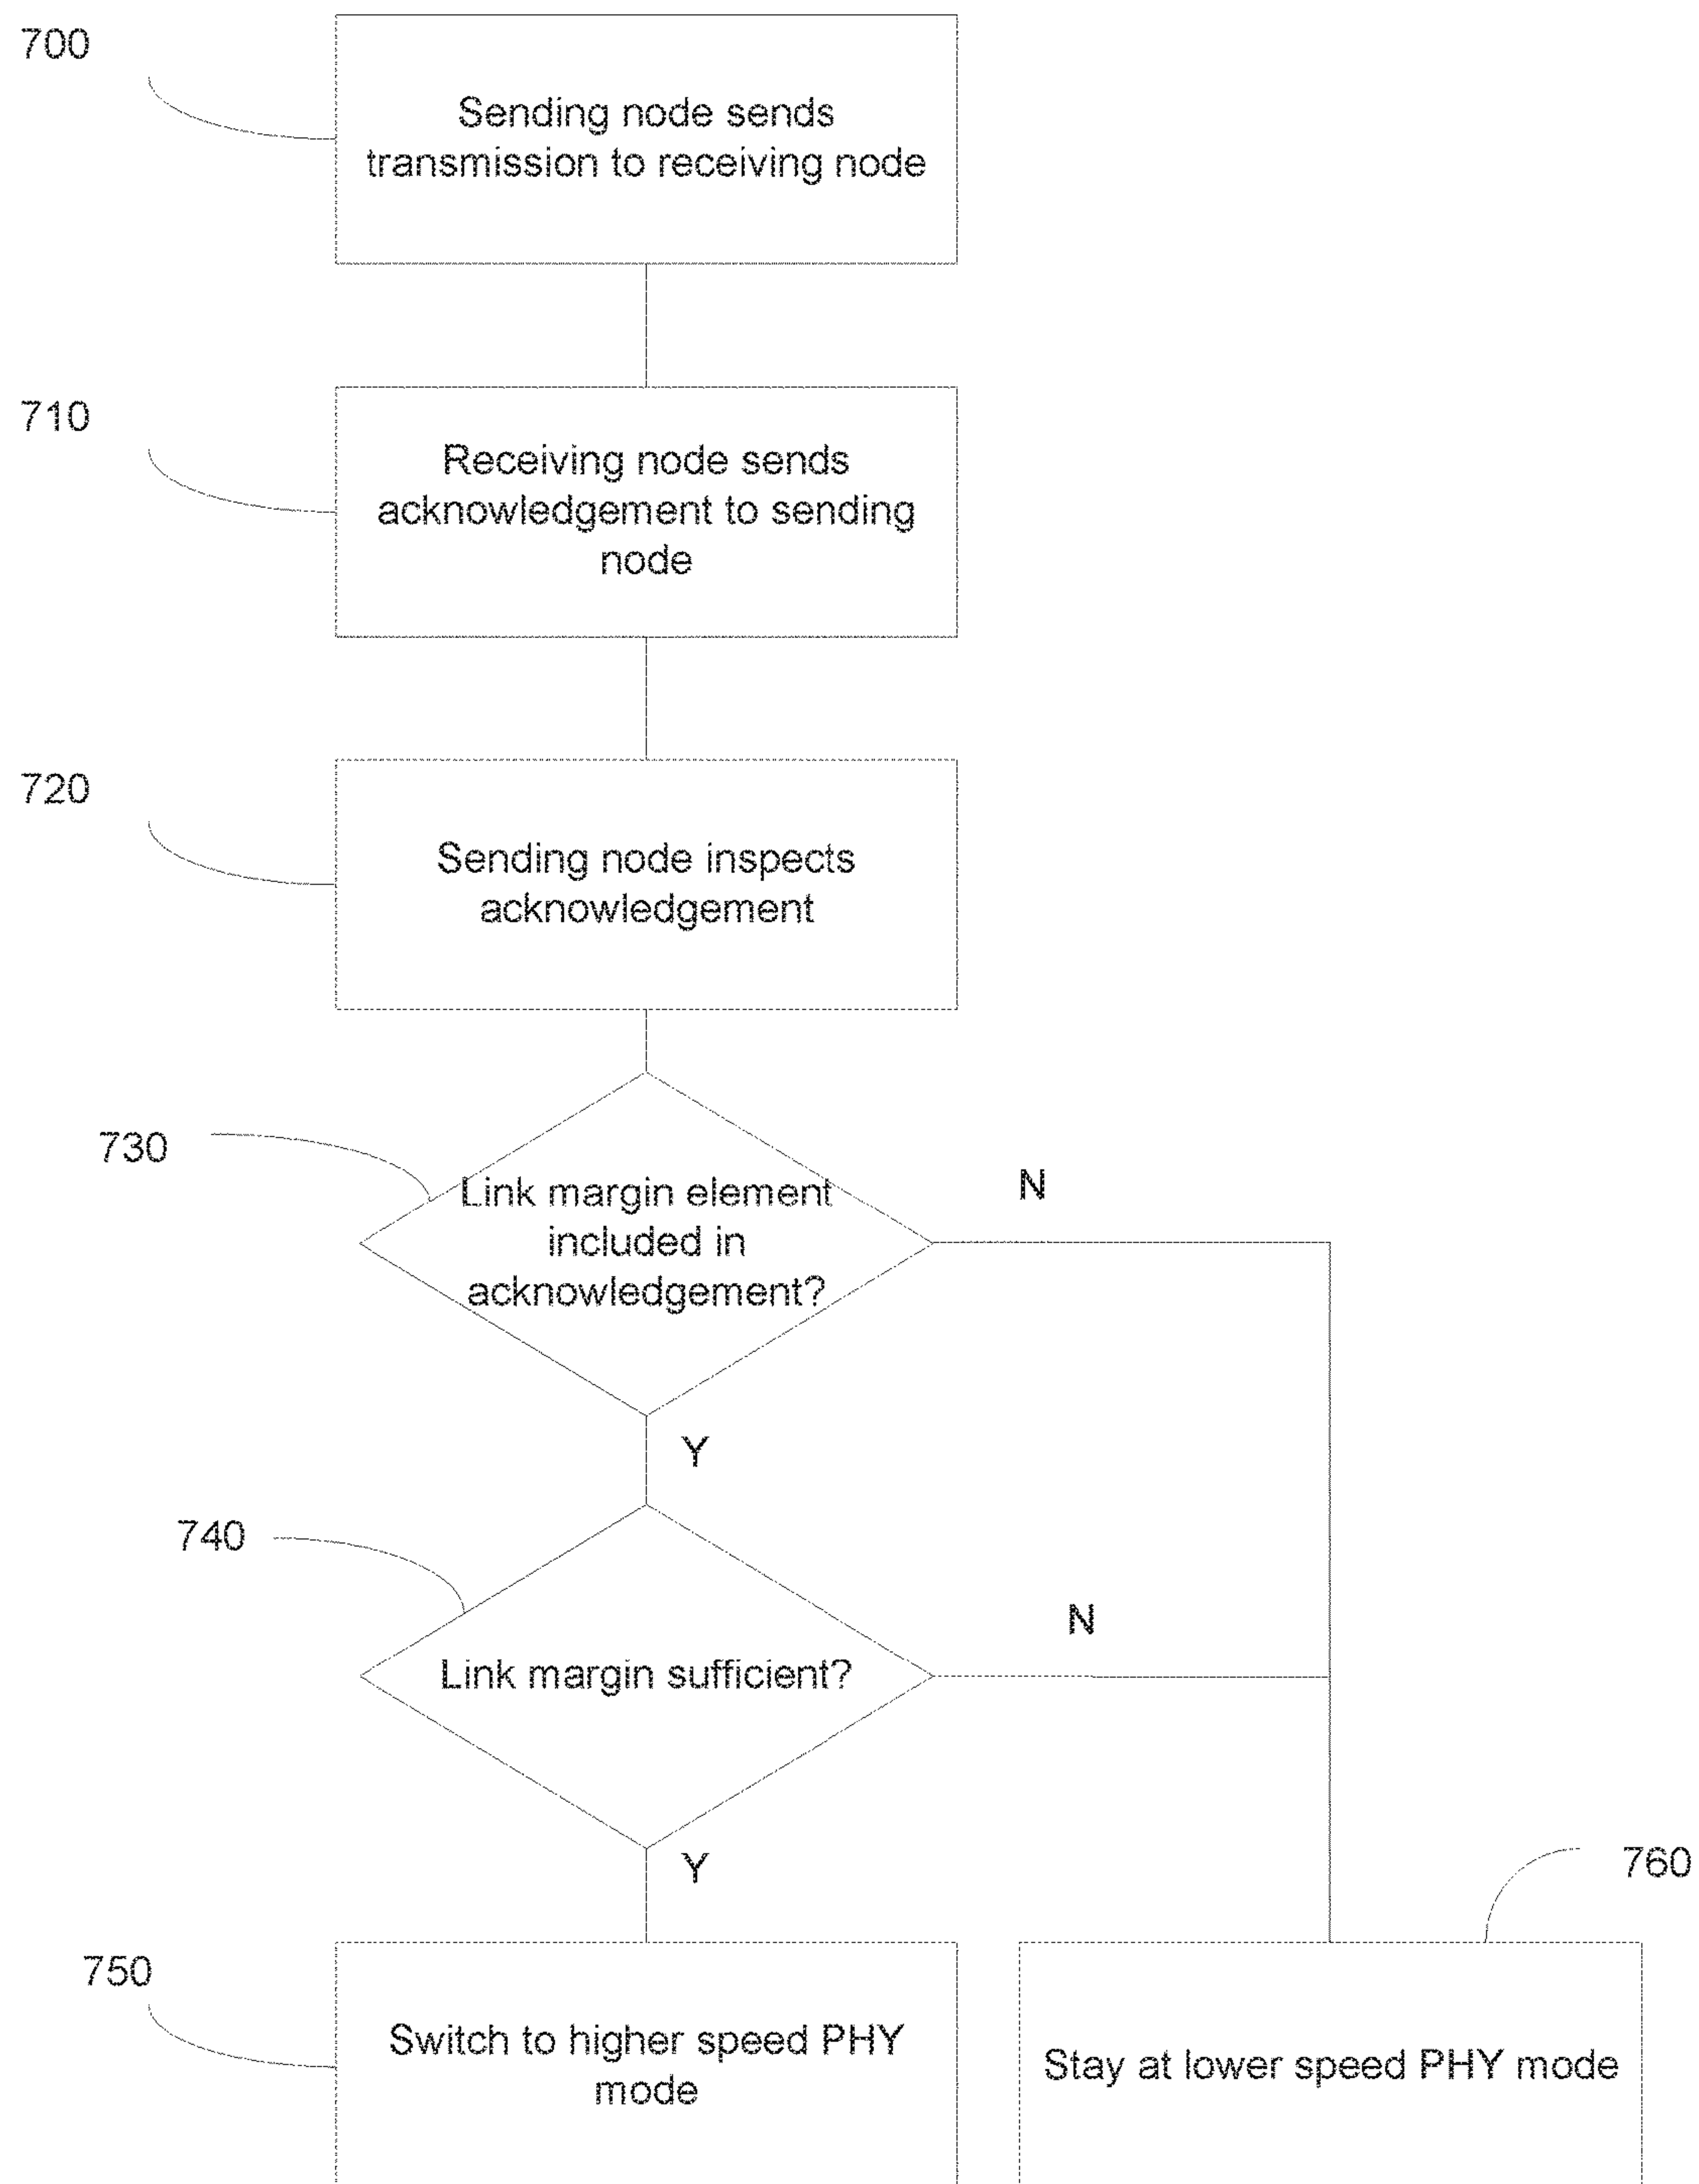 700
Sending node sends
transmission to receiving node
710
Receiving node sends
acknowledgement to sending
node
720
Sending node inspects
acknowledgement
730
Link margin element
included in
acknowledgement?
N
Y
740
Link margin sufficient?
N
Y
750
Switch to higher speed PHY
mode
760
Stay at lower speed PHY mode